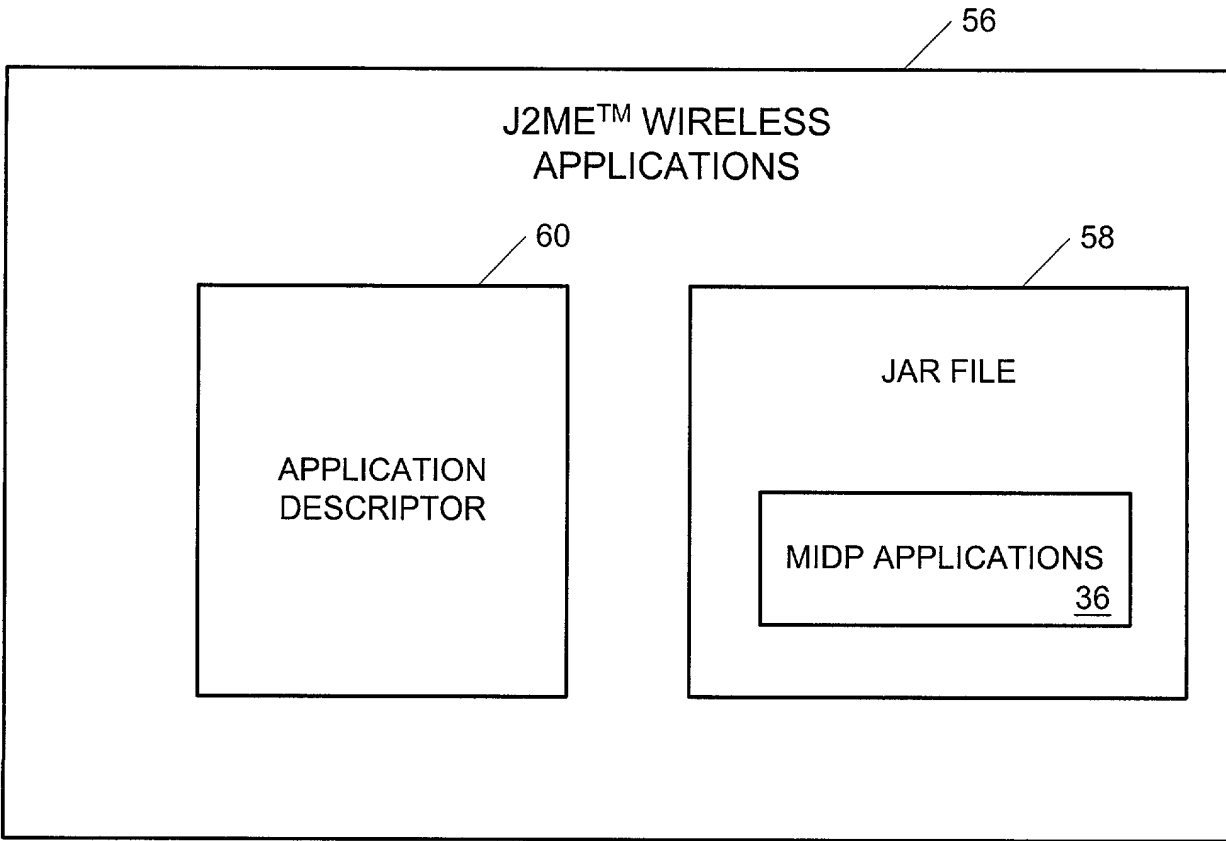 56
J2ME™ WIRELESS
APPLICATIONS
60
58
APPLICATION
DESCRIPTOR
JAR FILE
MIDP APPLICATIONS
36